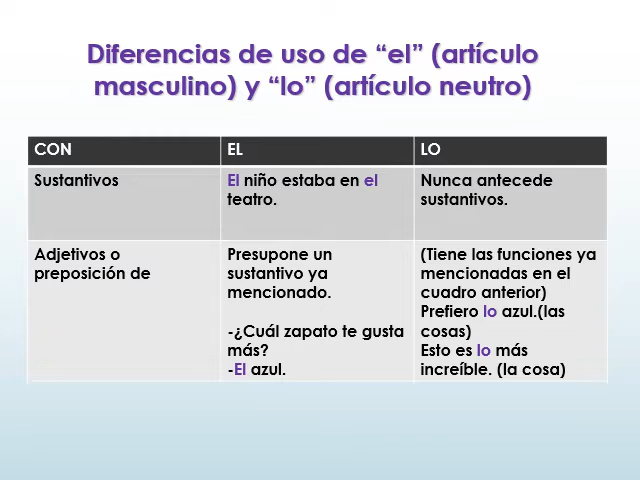 Diferencias de uso de “el” (artículo
masculino) y “lo” (artículo neutro)
CON
EL
LO
Sustantivos
El niño estaba en el
teatro.
Nunca antecede
sustantivos.
Adjetivos o
preposición de
Presupone un
sustantivo ya
mencionado.
-¿Cuál zapato te gusta
más?
-El azul.
(Tiene las funciones ya
mencionadas en el
cuadro anterior)
Prefiero lo azul.(las
cosas)
Esto es lo más
increíble. (la cosa)